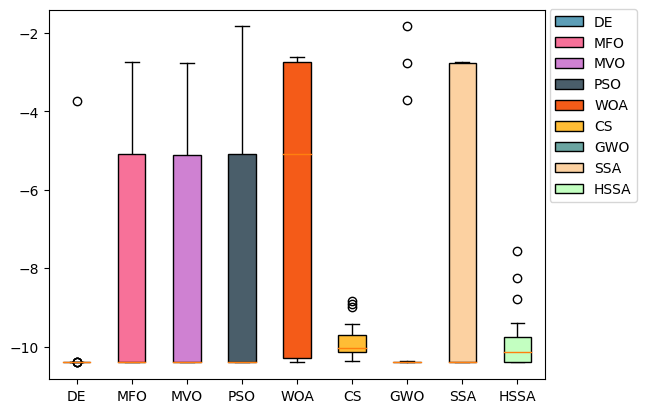 −2
−4
−6
−8
−10
DE MFO MVO PSO WOA CS GWO SSA HSSA
DE
MFO
MVO
PSO
WOA
CS
GWO
SSA
HSSA